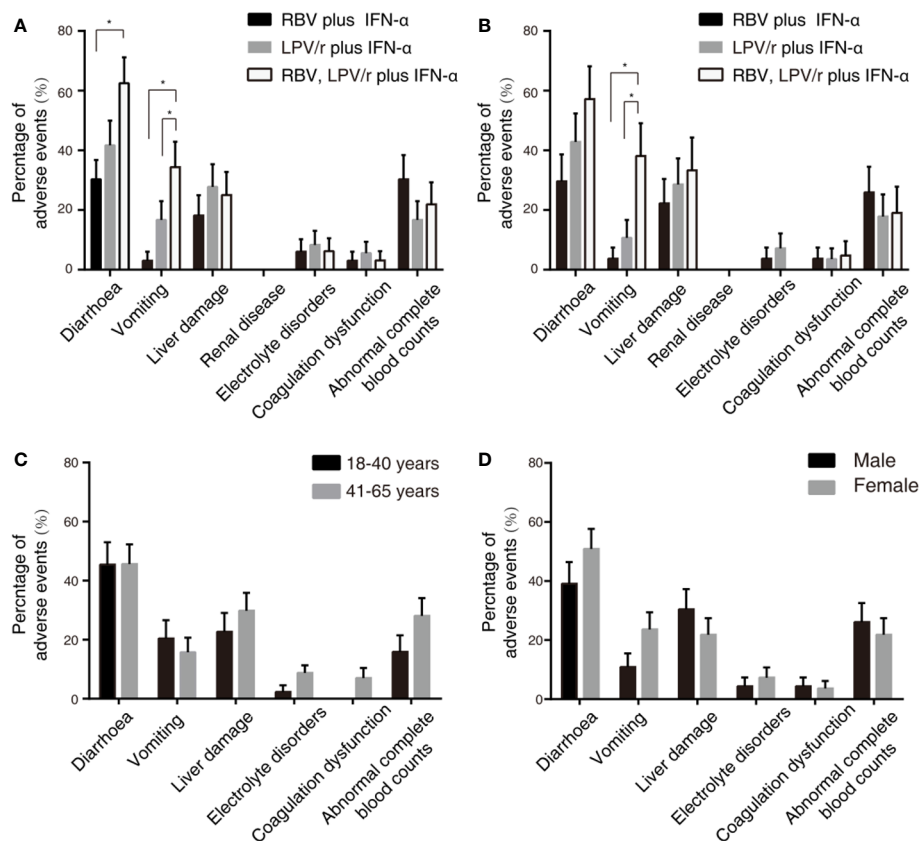 A
80
60
40
20
0
Percntage of
adverse events (%)
RBV plus IFN-α
LPV/r plus IFN-α
RBV, LPV/r plus IFN-α
*
*
*
Diarrhoea
Vomiting
Liver damage
Renal disease
Electrolyte disorders
Coagulation dysfunction
Abnormal complete
blood counts
B
80
60
40
20
0
Percntage of
adverse events (%)
RBV plus IFN-α
LPV/r plus IFN-α
RBV, LPV/r plus IFN-α
*
*
Diarrhoea
Vomiting
Liver damage
Renal disease
Electrolyte disorders
Coagulation dysfunction
Abnormal complete
blood counts
C
80
60
40
20
0
Percntage of
adverse events (%)
18-40 years
41-65 years
Diarrhoea
Vomiting
Liver damage
Electrolyte disorders
Coagulation dysfunction
Abnormal complete
blood counts
D
80
60
40
20
0
Percntage of
adverse events (%)
Male
Female
Diarrhoea
Vomiting
Liver damage
Electrolyte disorders
Coagulation dysfunction
Abnormal complete
blood counts